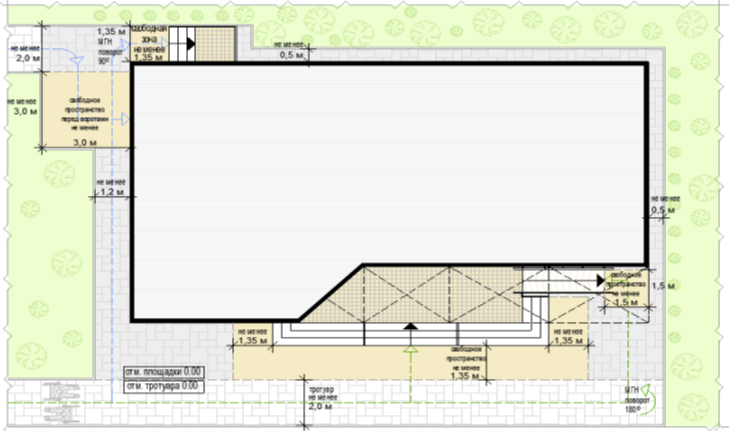 1,35 м
МГН
поворот
90º
свободная
зона
не менее
1,35 м
не менее
2,0 м
не менее
0,5 м
не менее
3,0 м
свободное
пространство
перед воротами
не менее
3,0 м
не менее
1,2 м
не менее
0,5 м
свободное
пространство
не менее
1,5 м
1,5 м
не менее
1,35 м
свободное
пространство
не менее
1,35 м
не менее
1,35 м
отм. площадки 0.00
отм. тротуара 0.00
тротуар
не менее
2,0 м
МГН
поворот
180º